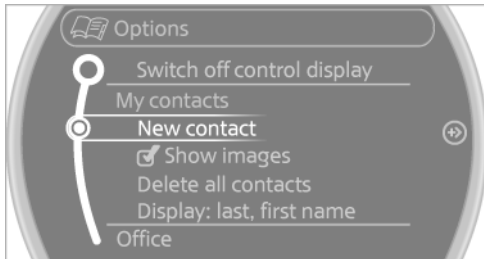 Options
Switch off control display
My contacts
New contact
Show images
Delete all contacts
Display: last, first name
Office